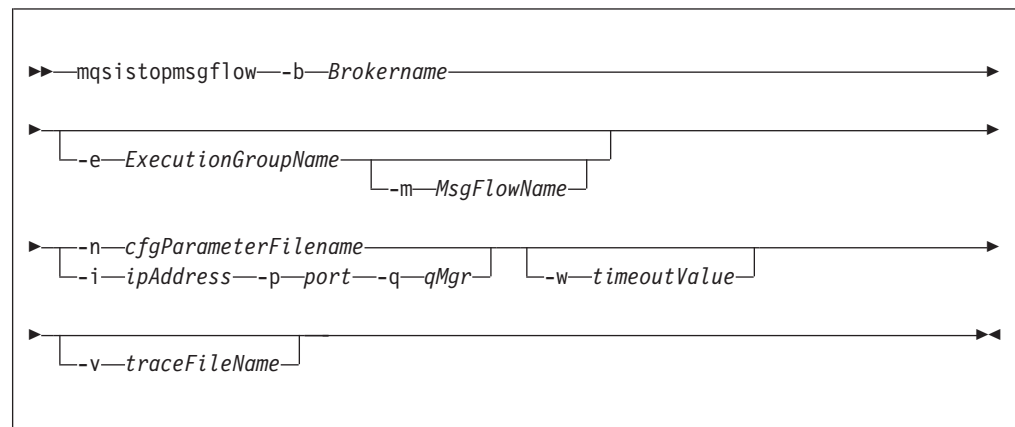 mqsistopmsgflow -b Brokername
-e ExecutionGroupName
-m MsgFlowName
-n cfgParameterFilename
-i ipAddress -p port -q qMgr -w timeoutValue
-v traceFileName